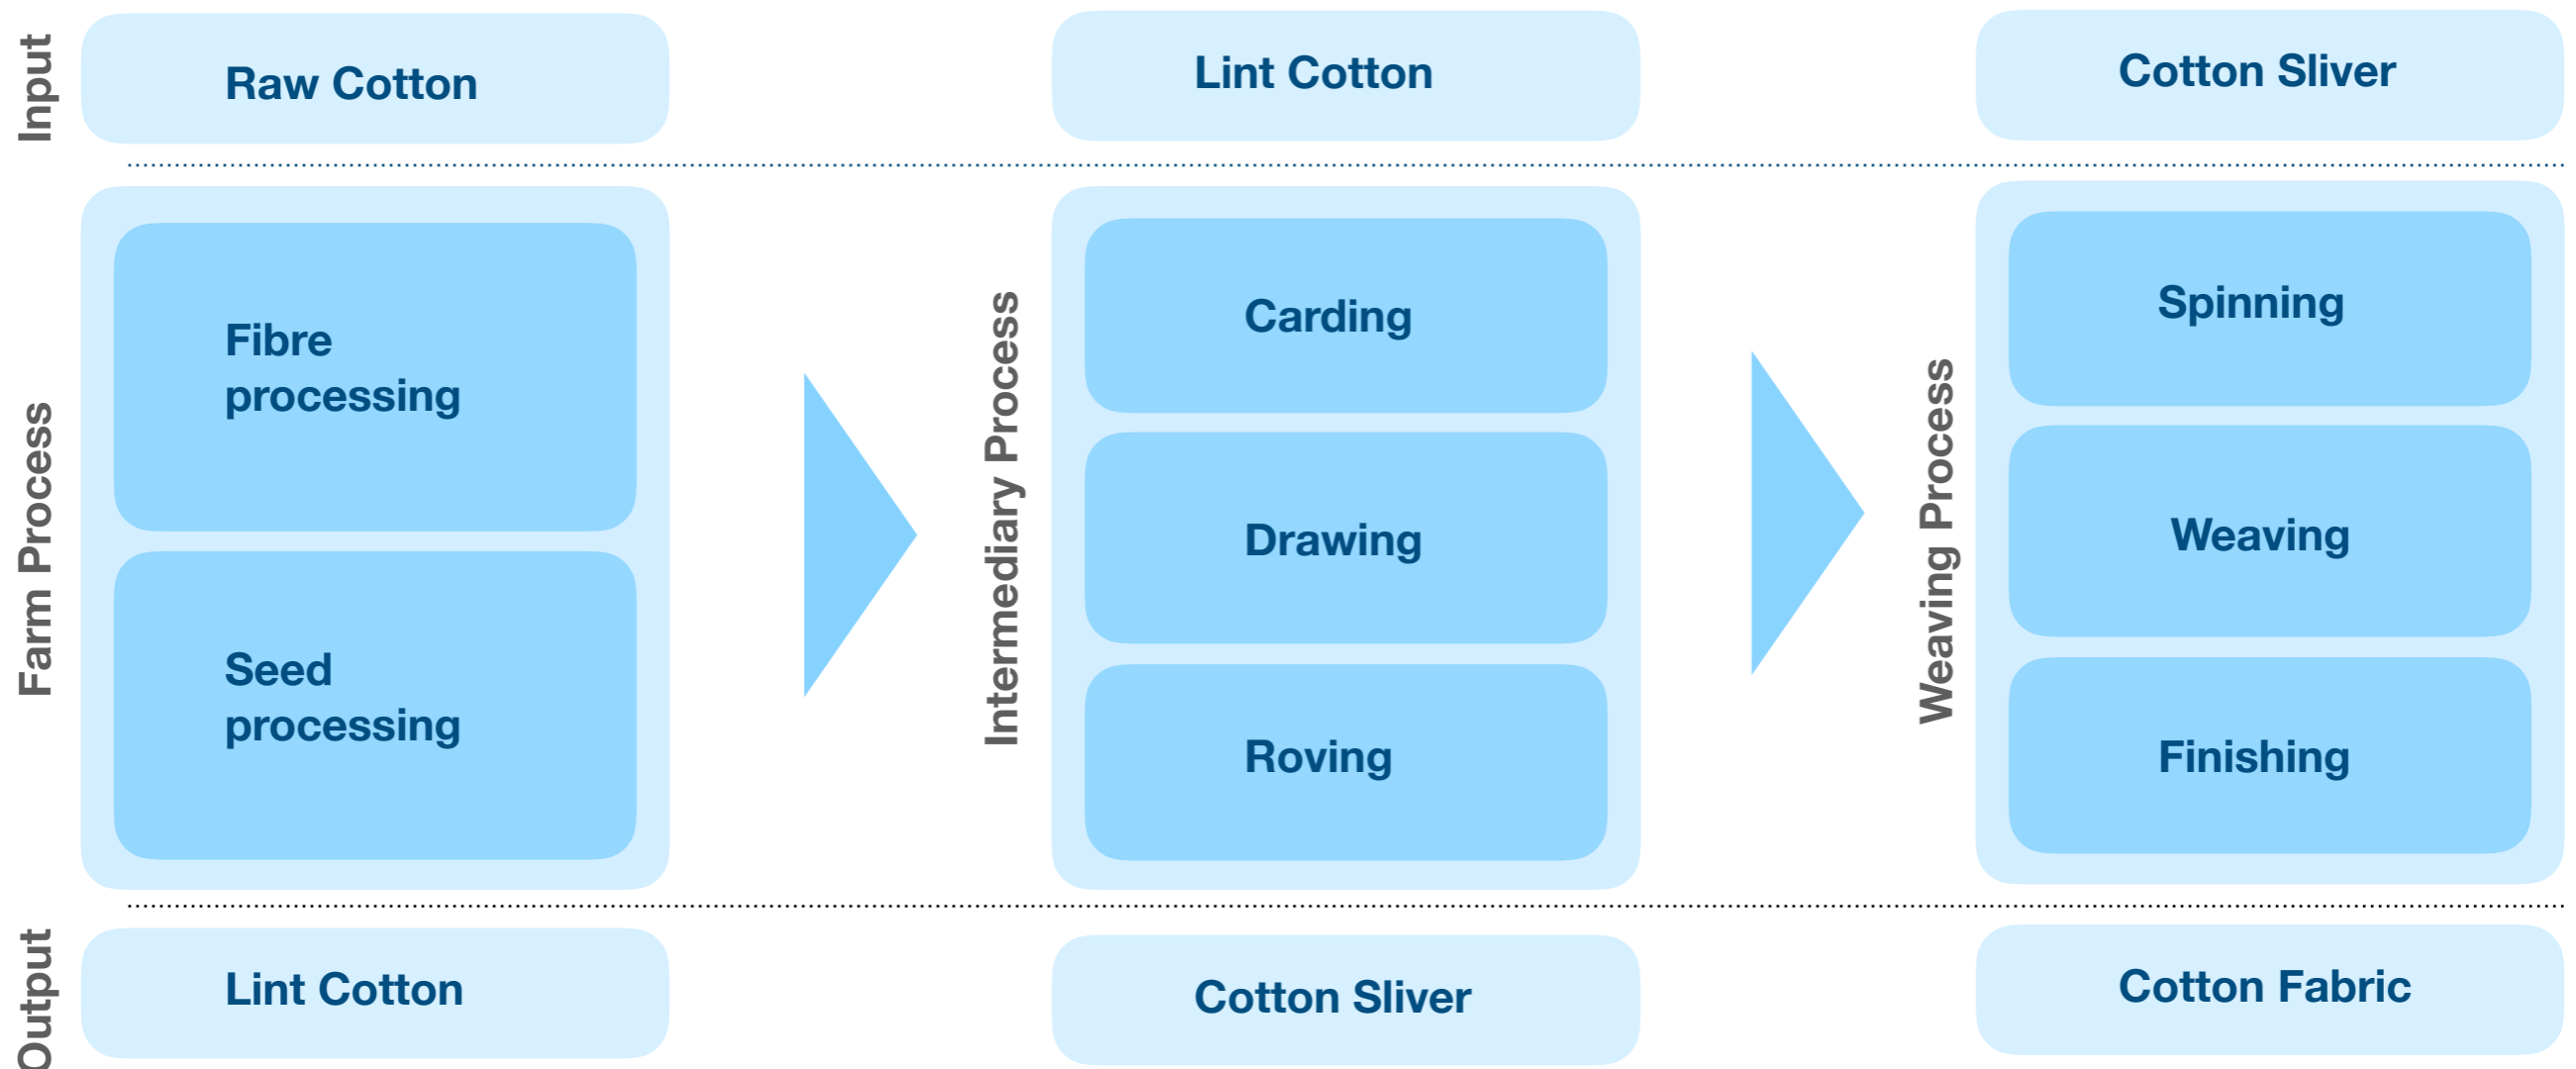 Input
Raw Cotton
Lint Cotton
Cotton Sliver
Farm Process
Fibre
processing
Seed
processing
Intermediary Process
Carding
Drawing
Roving
Weaving Process
Spinning
Weaving
Finishing
Output
Lint Cotton
Cotton Sliver
Cotton Fabric